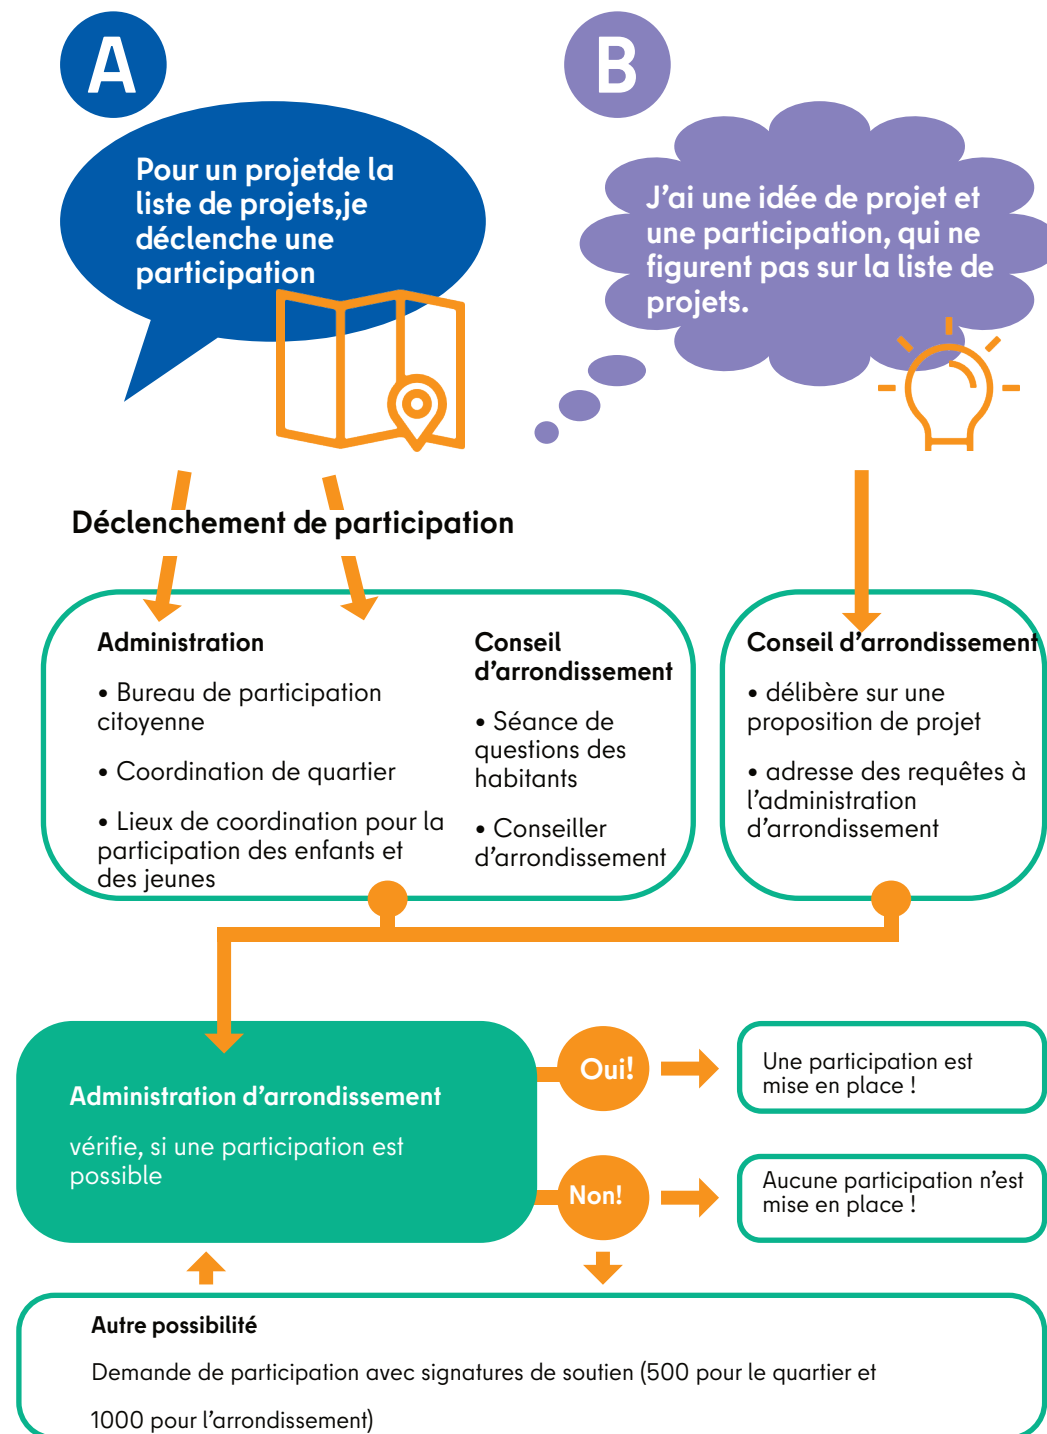 A
Pour un projetde la
liste de projets,je
déclenche une
participation
B
J’ai une idée de projet et
une participation, qui ne
figurent pas sur la liste de
projets.
Déclenchement de participation
Administration
• Bureau de participation
citoyenne
• Coordination de quartier
• Lieux de coordination pour la
participation des enfants et
des jeunes
Conseil
d’arrondissement
• Séance de
questions des
habitants
• Conseiller
d’arrondissement
Conseil d’arrondissement
• délibère sur une
proposition de projet
• adresse des requêtes à
l’administration
d’arrondissement
Administration d’arrondissement
vérifie, si une participation est
possible
Oui!
Une participation est
mise en place !
Non!
Aucune participation n’est
mise en place !
Autre possibilité
Demande de participation avec signatures de soutien (500 pour le quartier et
1000 pour l’arrondissement)